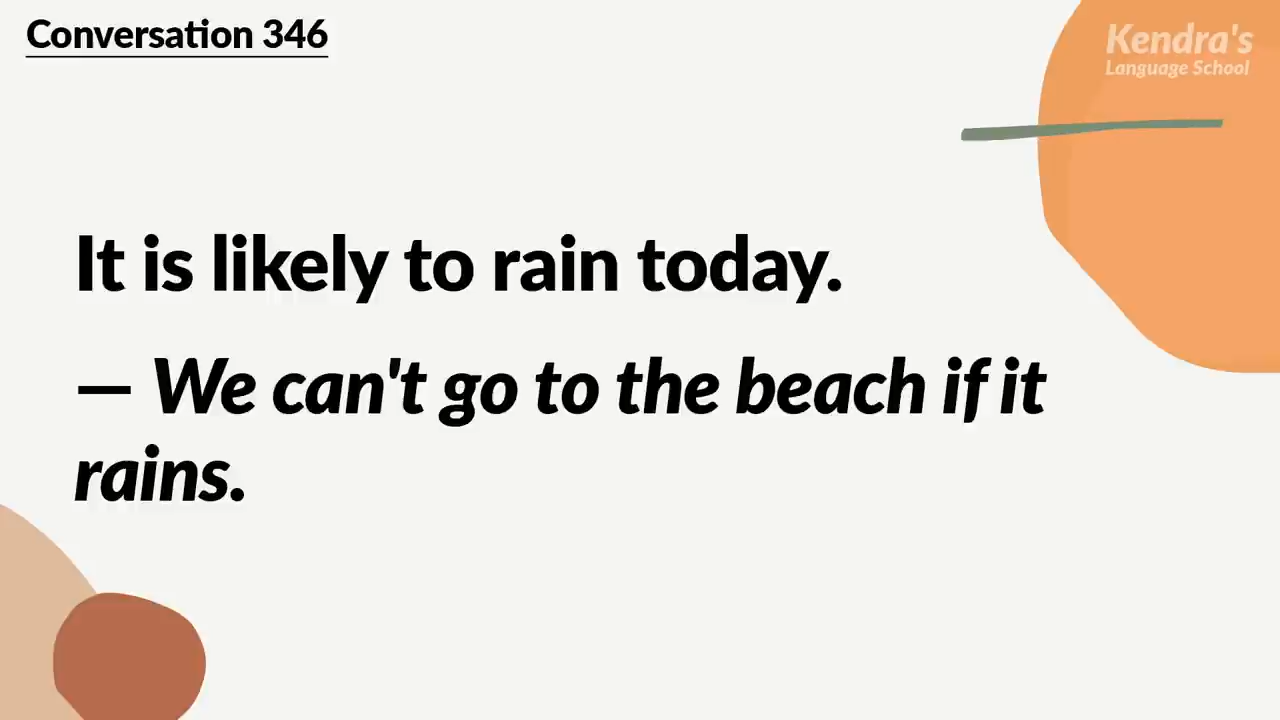 Conversation 346
Kendra's
Language School
It is likely to rain today.
— We can't go to the beach if it
rains.